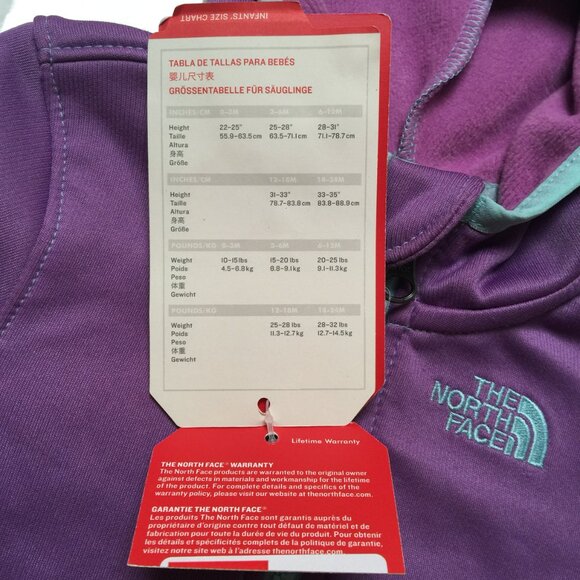 INFANTS' SIZE CHART
TABLA DE TALLAS PARA BEBÉS
婴儿尺寸表
GRÖSSENTABELLE FÜR SÄUGLINGE
INCHES/CM 0-3M 3-6M 6-12M
Height 22-25" 25-28" 28-31"
Taille 55.9-63.5cm 63.5-71.1cm 71.1-78.7cm
Altura
身高
Größe
INCHES/CM 12-18M 18-24M
Height 31-33" 33-35"
Taille 78.7-83.8cm 83.8-88.9cm
Altura
身高
Größe
POUNDS/KG 0-3M 3-6M 6-12M
Weight 10-15lbs 15-20 lbs 20-25 lbs
Poids 4.5-6.8kg 6.8-9.1kg 9.1-11.3kg
Peso
体重
Gewicht
POUNDS/KG 12-18M 18-24M
Weight 25-28 lbs 28-32 lbs
Poids 11.3-12.7kg 12.7-14.5kg
Peso
体重
Gewicht
Lifetime Warranty
THE NORTH FACE® WARRANTY
The North Face products are warranted to the original owner
against defects in materials and workmanship for the lifetime
of the product. For complete details and specifics of the
warranty policy, please visit our website at thenorthface.com.
GARANTIE THE NORTH FACE®
Les produits The North Face sont garantis auprès du
propriétaire d'origine contre tout défaut de matériel et de
fabrication pour toute la durée de vie du produit. Pour obtenir
les détails et spécificités complets de la politique de garantie,
visitez notre site web à l'adresse thenorthface.com.
THE
NORTH
FACE